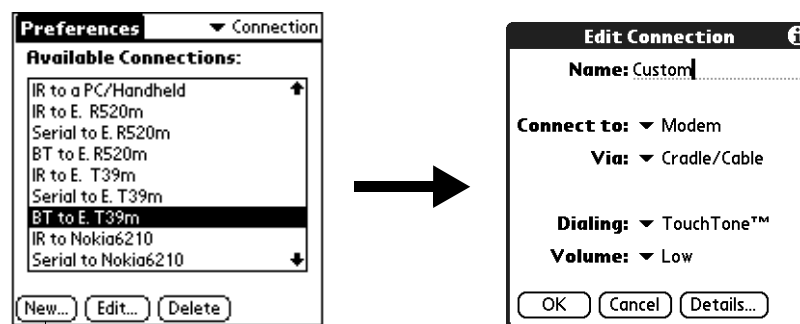 Preferences
Connection
Available Connections:
IR to a PC/Handheld
IR to E. R520m
Serial to E. R520m
BT to E. R520m
IR to E. T39m
Serial to E. T39m
BT to E. T39m
IR to Nokia6210
Serial to Nokia6210
New... Edit... Delete
Edit Connection
Name: Custom
Connect to: Modem
Via: Cradle/Cable
Dialing: TouchTone™
Volume: Low
OK Cancel Details...